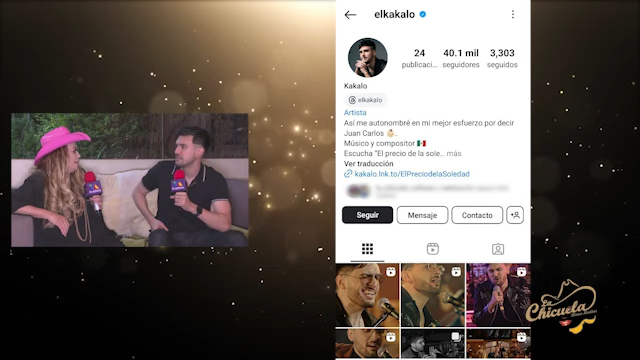 elkakalo
24 40.1 mil 3,303
publicaci... seguidores seguidos
Kakalo
elkakalo
Artista
Así me autonombré en mi mejor esfuerzo por decir
Juan Carlos 👶🏻.
Músico y compositor 🇲🇽
Escucha "El precio de la sole... más
Ver traducción
kakalo.lnk.to/ElPreciodelaSoledad
Seguir Mensaje Contacto
La
Chicuela